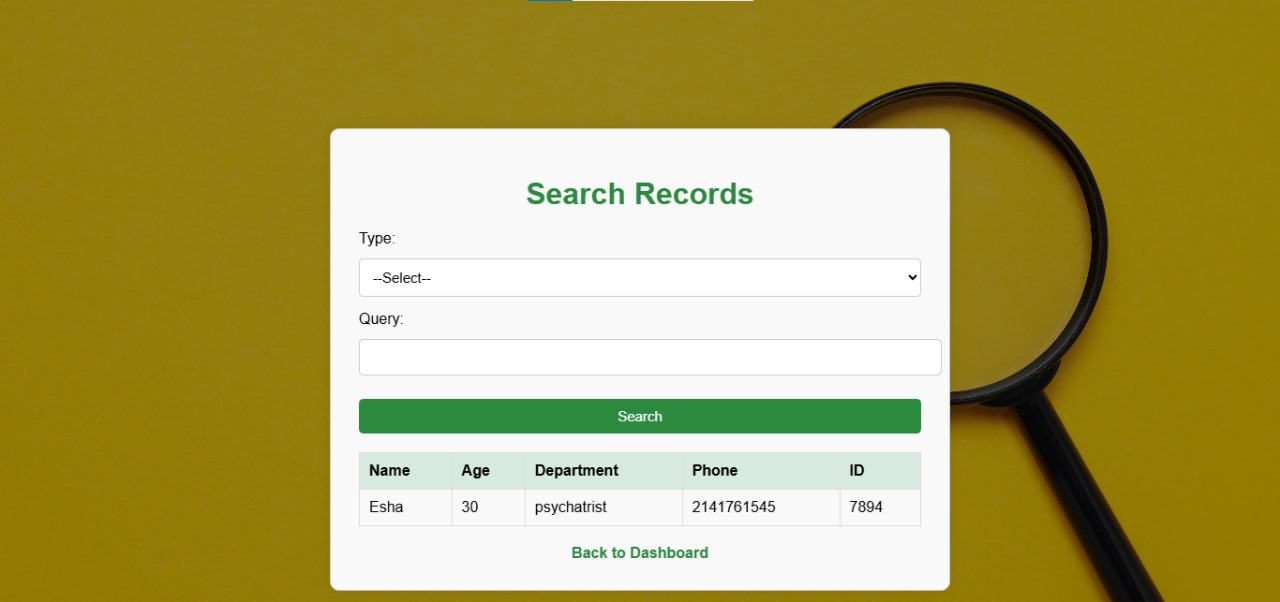 Search Records
Type:
--Select--
Query:
Search
Name Age Department Phone ID
Esha 30 psychatrist 2141761545 7894
Back to Dashboard